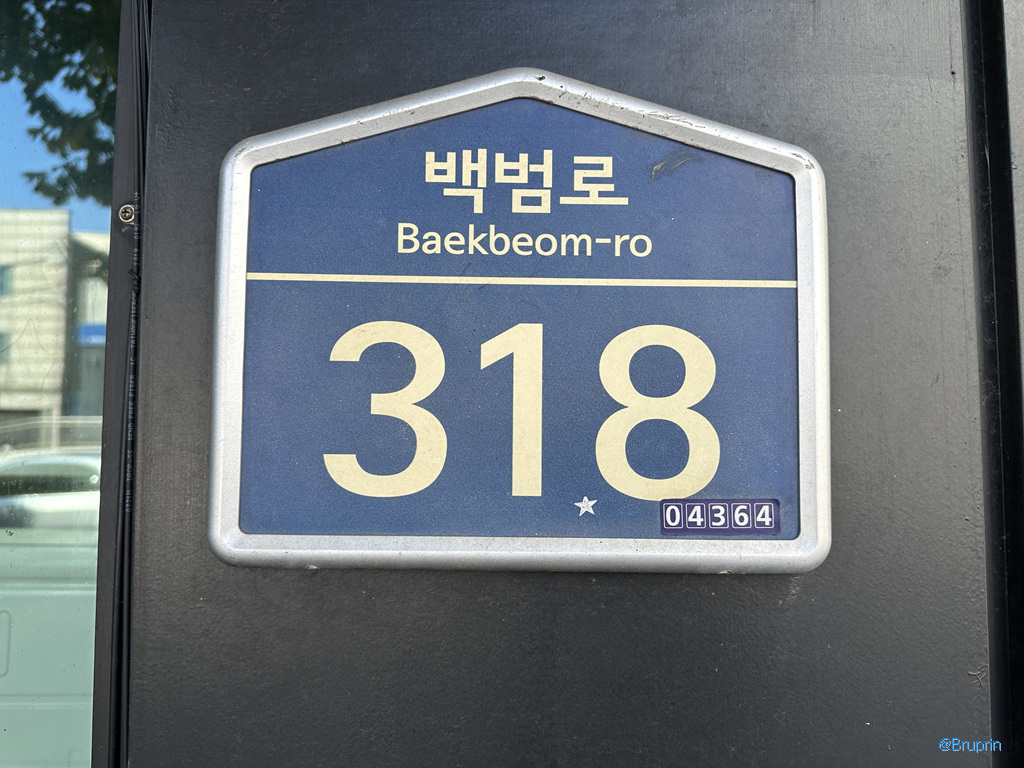 백범로
Baekbeom-ro
318
04364
@Bruprin